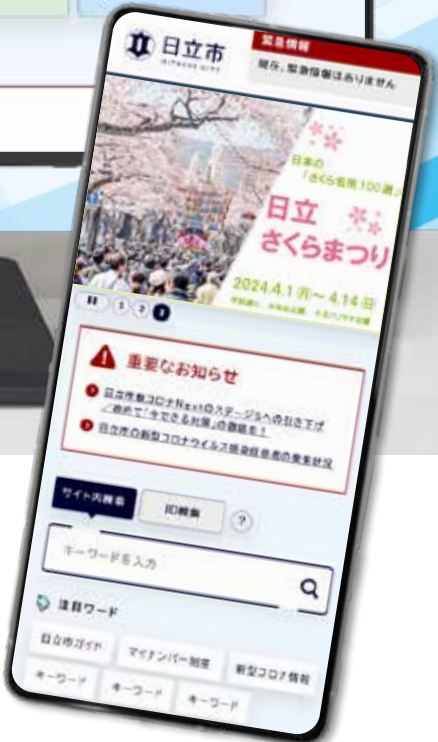 日立市
HITACHI CITY
緊急情報
現在、緊急情報はありません
日本の
「さくら名所100選」
日立
さくらまつり
2024.4.1 月～ 4.14 日
1 2 3
重要なお知らせ
日立市新型コロナウイルス感染症患者の発生状況
サイト内検索
ID検索
?
キーワードを入力
注目ワード
日立市ガイド
マイナンバー制度
新型コロナ情報
キーワード
キーワード
キーワード